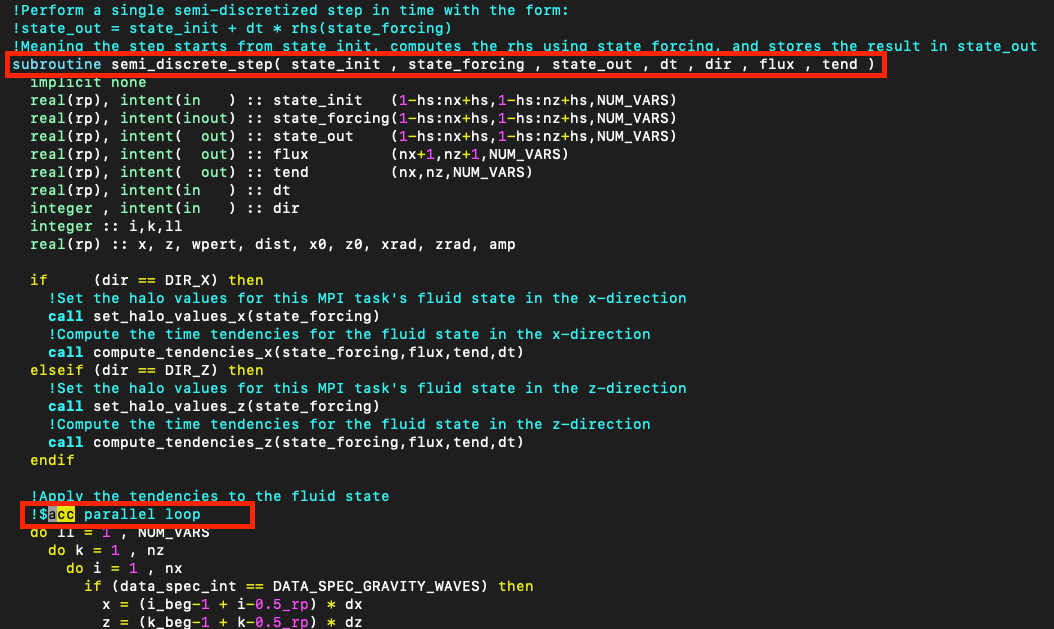 !Perform a single semi-discretized step in time with the form:
!state_out = state_init + dt * rhs(state_forcing)
!Meaning the step starts from state_init, computes the rhs using state_forcing, and stores the result in state_out
subroutine semi_discrete_step( state_init , state_forcing , state_out , dt , dir , flux , tend )
  implicit none
  real(rp), intent(in   ) :: state_init   (1-hs:nx+hs,1-hs:nz+hs,NUM_VARS)
  real(rp), intent(inout) :: state_forcing(1-hs:nx+hs,1-hs:nz+hs,NUM_VARS)
  real(rp), intent(  out) :: state_out    (1-hs:nx+hs,1-hs:nz+hs,NUM_VARS)
  real(rp), intent(  out) :: flux         (nx+1,nz+1,NUM_VARS)
  real(rp), intent(  out) :: tend         (nx,nz,NUM_VARS)
  real(rp), intent(in   ) :: dt
  integer , intent(in   ) :: dir
  integer :: i,k,ll
  real(rp) :: x, z, wpert, dist, x0, z0, xrad, zrad, amp
  if     (dir == DIR_X) then
    !Set the halo values for this MPI task's fluid state in the x-direction
    call set_halo_values_x(state_forcing)
    !Compute the time tendencies for the fluid state in the x-direction
    call compute_tendencies_x(state_forcing,flux,tend,dt)
  elseif (dir == DIR_Z) then
    !Set the halo values for this MPI task's fluid state in the z-direction
    call set_halo_values_z(state_forcing)
    !Compute the time tendencies for the fluid state in the z-direction
    call compute_tendencies_z(state_forcing,flux,tend,dt)
  endif
  !Apply the tendencies to the fluid state
  !$acc parallel loop
  do ll = 1 , NUM_VARS
    do k = 1 , nz
      do i = 1 , nx
        if (data_spec_int == DATA_SPEC_GRAVITY_WAVES) then
          x = (i_beg-1 + i-0.5_rp) * dx
          z = (k_beg-1 + k-0.5_rp) * dz